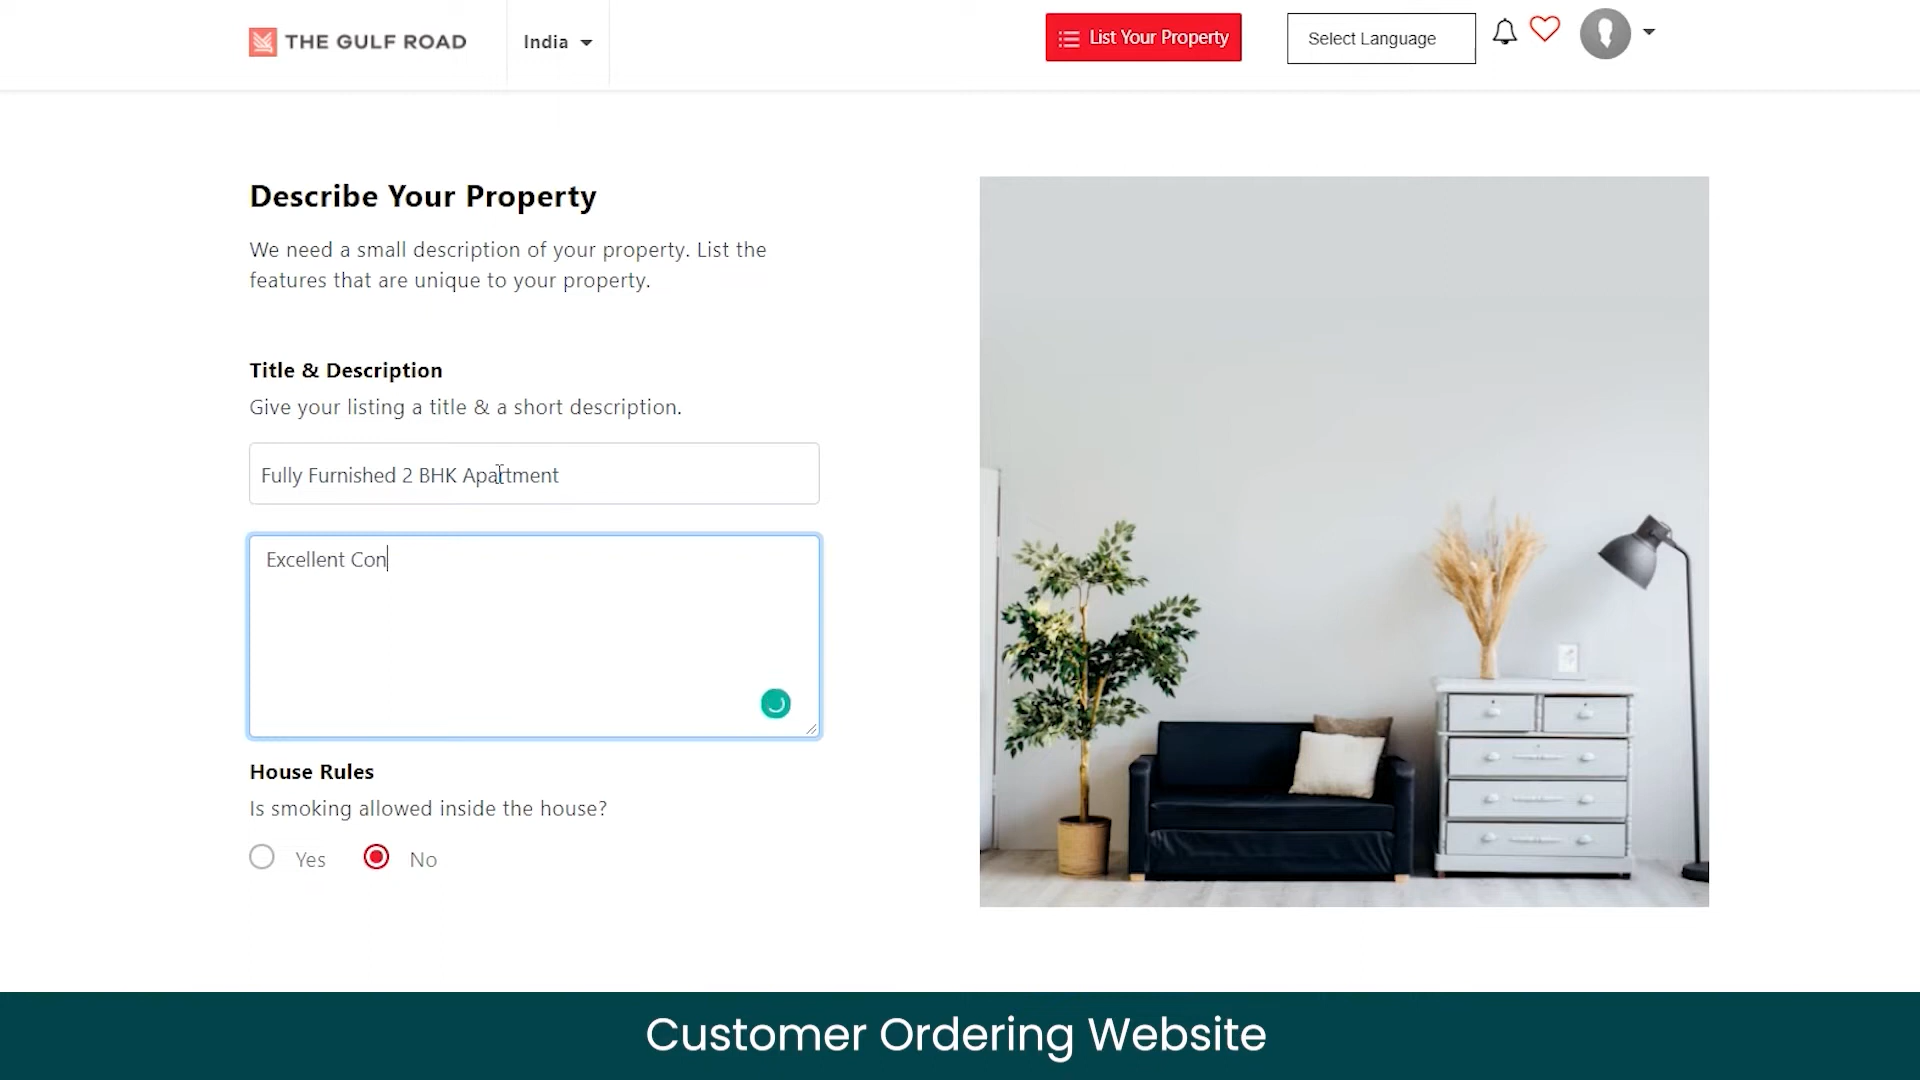 THE GULF ROAD
India
List Your Property
Select Language
Describe Your Property
We need a small description of your property. List the
features that are unique to your property.
Title & Description
Give your listing a title & a short description.
Fully Furnished 2 BHK Apartment
Excellent Con
House Rules
Is smoking allowed inside the house?
Yes
No
Customer Ordering Website